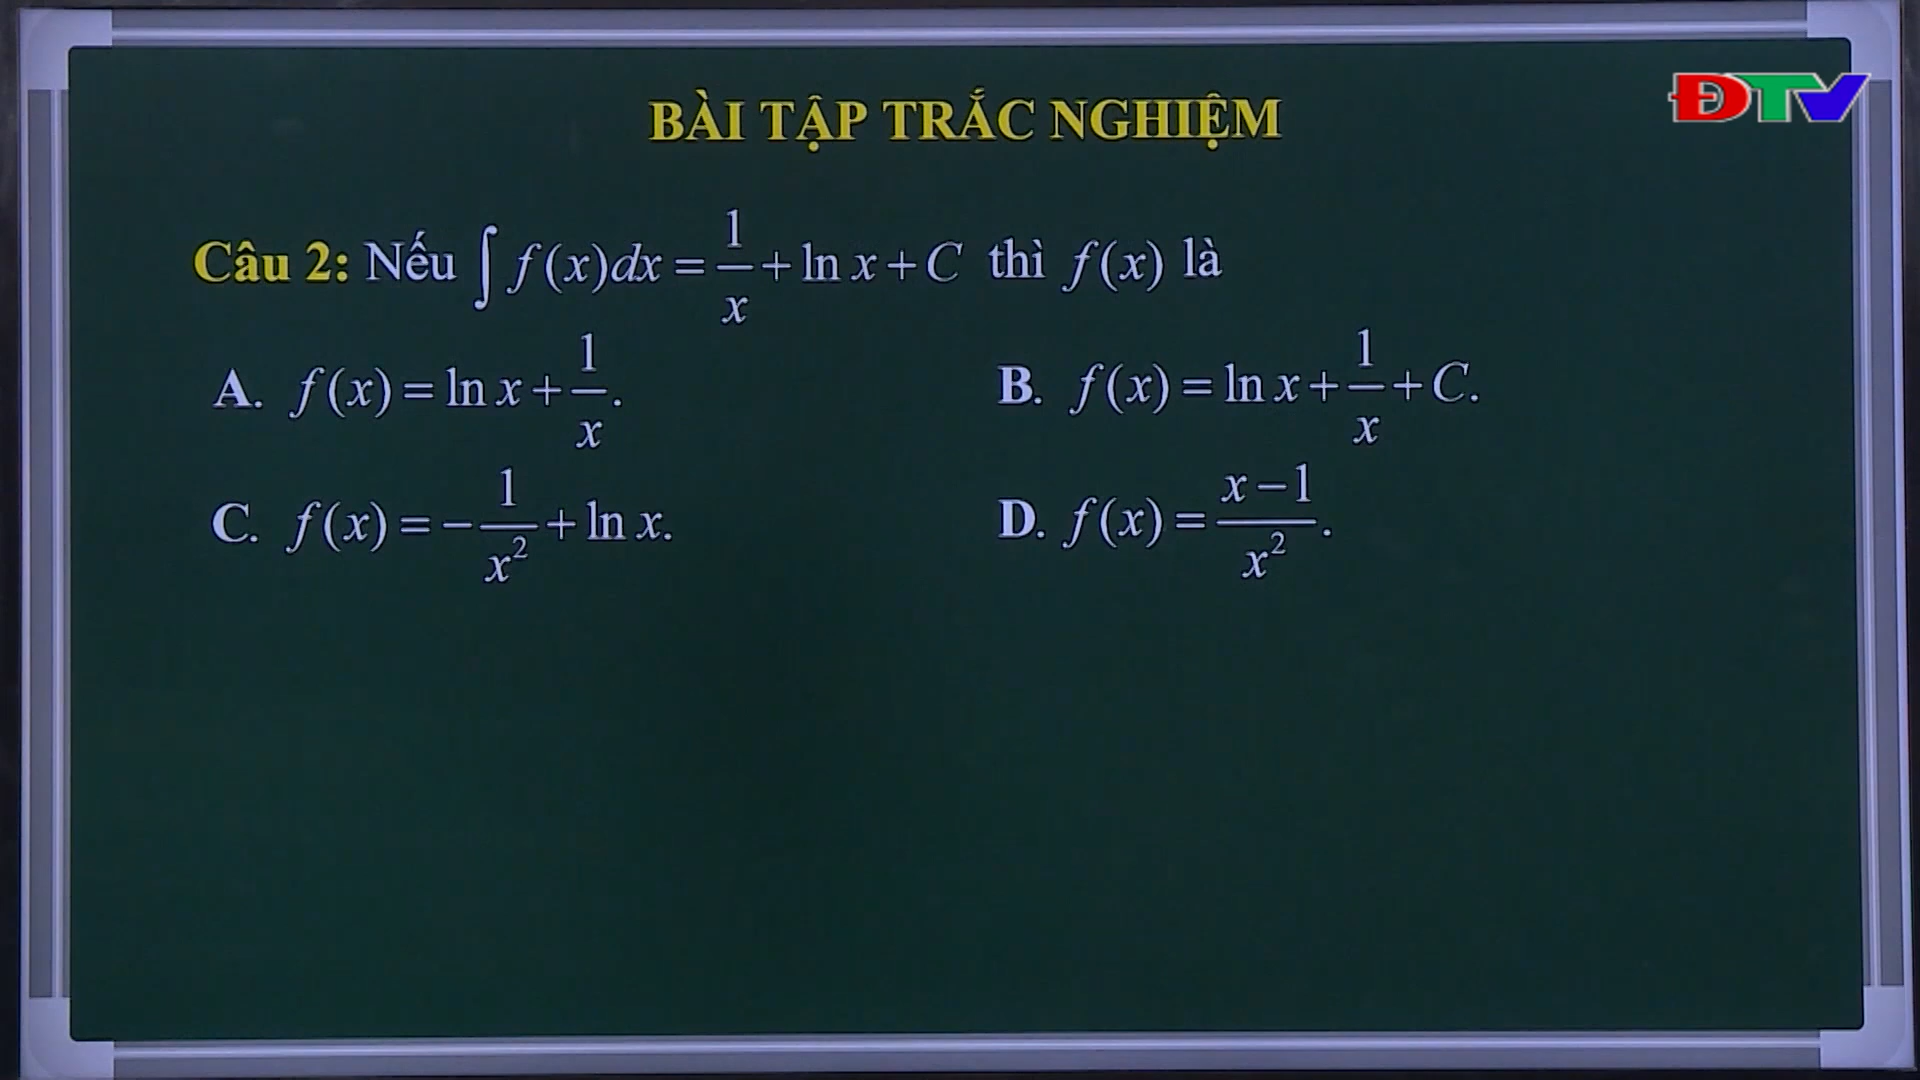 ĐTV
BÀI TẬP TRẮC NGHIỆM
Câu 2: Nếu ∫ f(x)dx = 1/x + ln x + C thì f(x) là
A. f(x) = ln x + 1/x. B. f(x) = ln x + 1/x + C.
C. f(x) = −1/x² + ln x. D. f(x) = (x−1)/x².